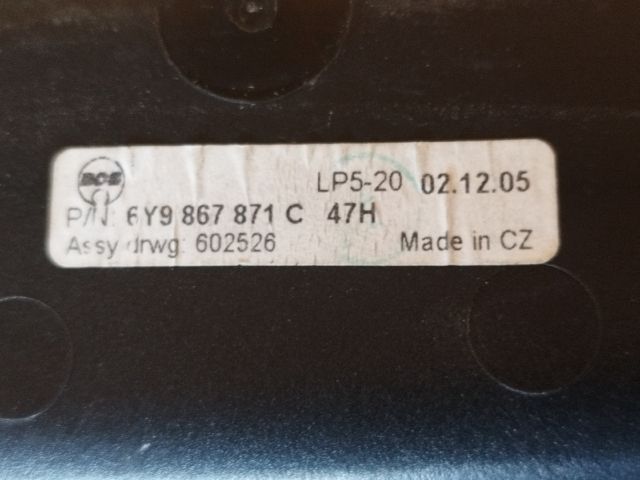 BOS
LP5-20 02.12.05
P/N: 6Y9 867 871 C 47H
Assy drwg: 602526 Made in CZ